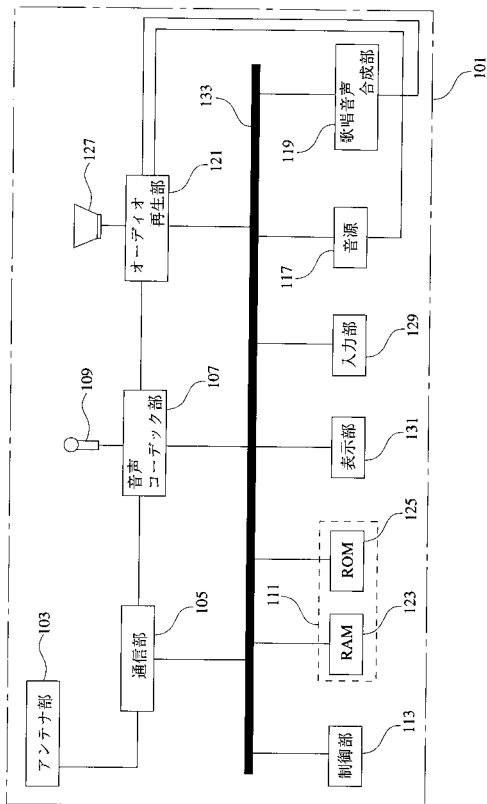 101
アンテナ部
103
109
127
通信部
105
音声
コーデック部
107
オーディオ
再生部
121
133
制御部
113
111
RAM
123
ROM
125
表示部
131
入力部
129
音源
117
歌唱音声
合成部
119